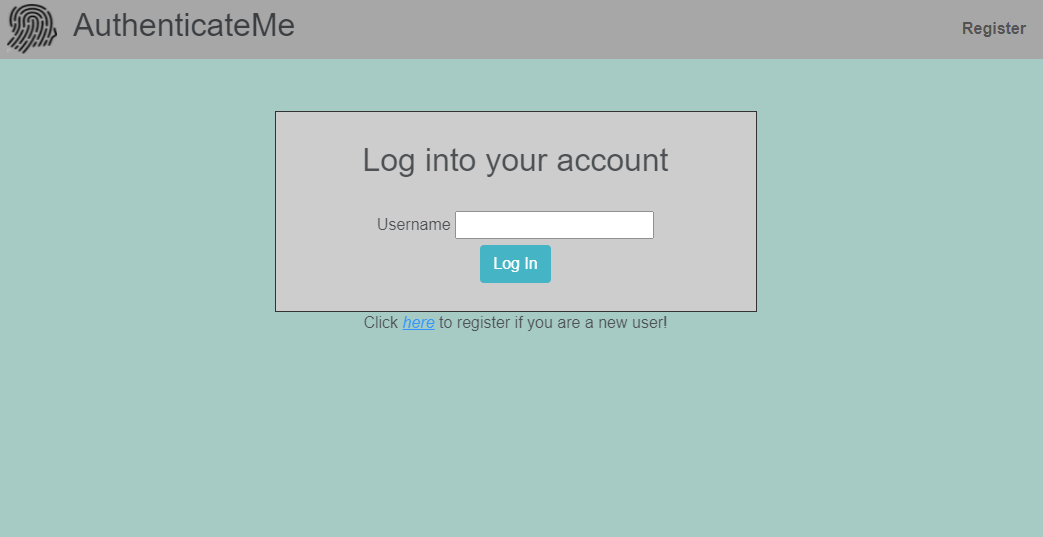 AuthenticateMe
Register
Log into your account
Username
Log In
Click here to register if you are a new user!